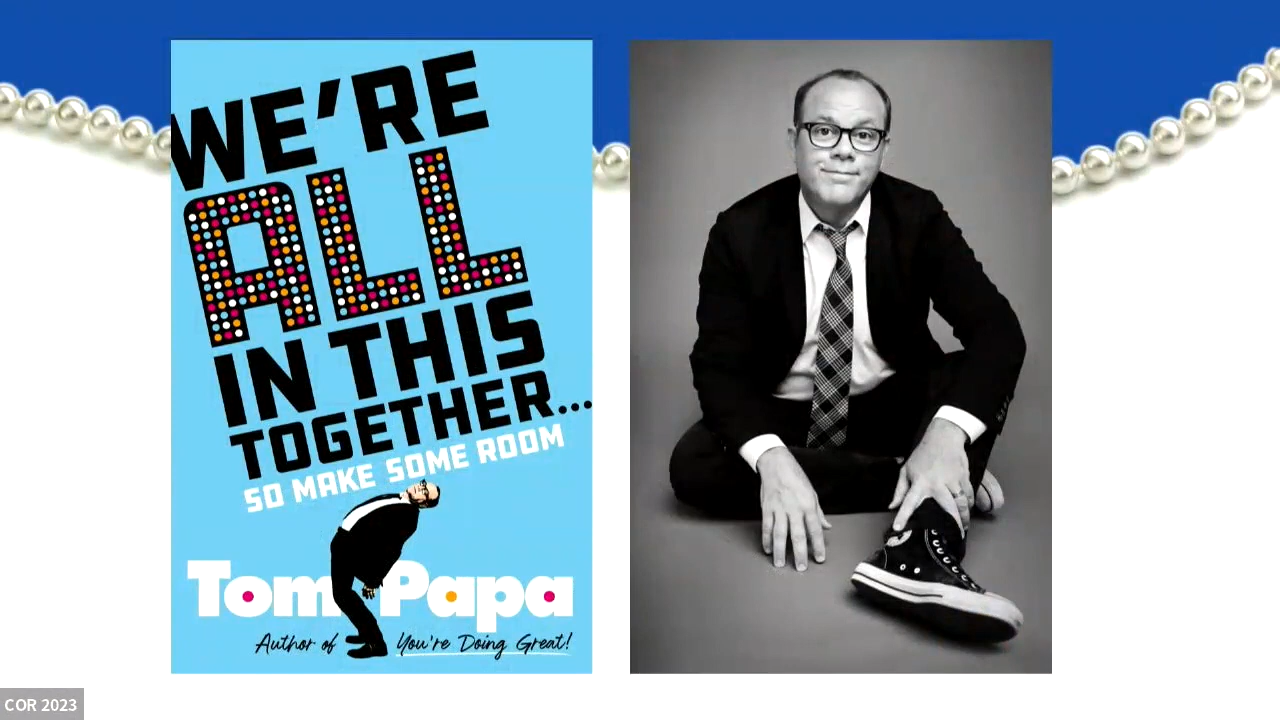 WE'RE
ALL
IN THIS
TOGETHER...
SO MAKE SOME ROOM
Tom Papa
Author of You're Doing Great!
COR 2023